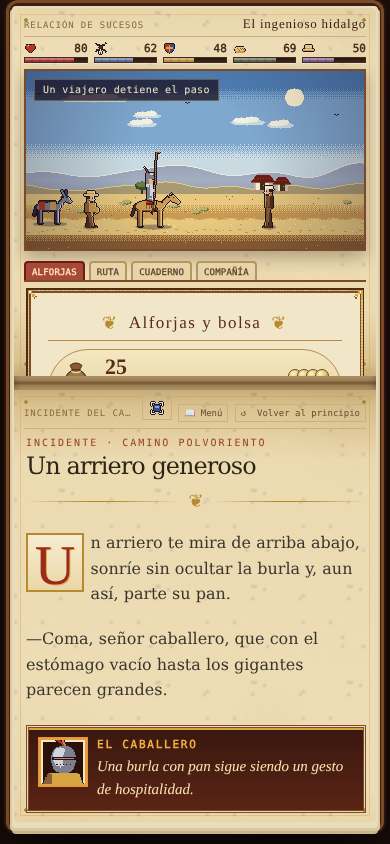 RELACIÓN DE SUCESOS
El ingenioso hidalgo
80 62 48 69 50
Un viajero detiene el paso
ALFORJAS RUTA CUADERNO COMPAÑÍA
Alforjas y bolsa
25
INCIDENTE DEL CA… Menú Volver al principio
INCIDENTE · CAMINO POLVORIENTO
Un arriero generoso
Un arriero te mira de arriba abajo,
sonríe sin ocultar la burla y, aun
así, parte su pan.
—Coma, señor caballero, que con el
estómago vacío hasta los gigantes
parecen grandes.
EL CABALLERO
Una burla con pan sigue siendo un gesto
de hospitalidad.